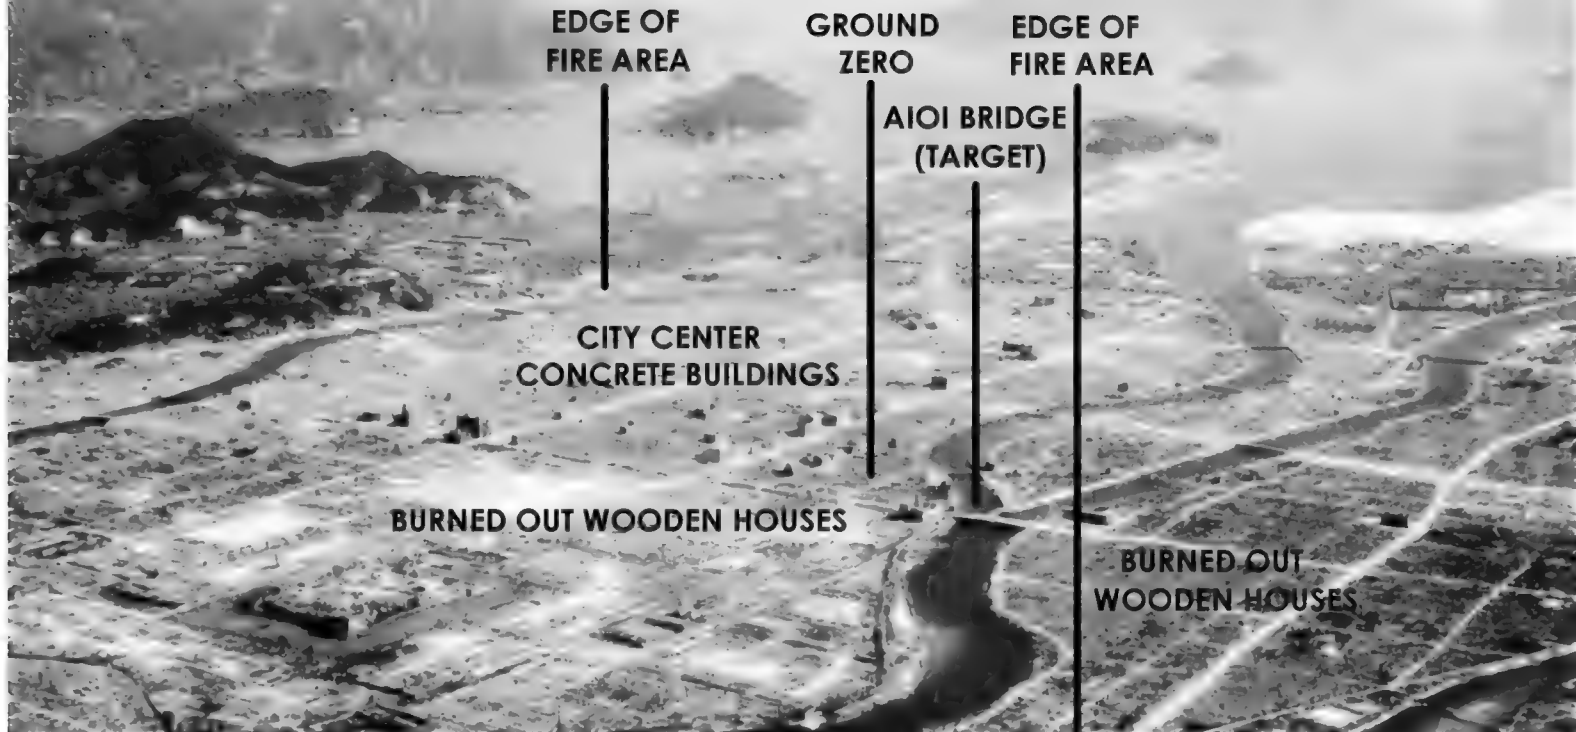 EDGE OF
FIRE AREA
GROUND
ZERO
EDGE OF
FIRE AREA
AIOI BRIDGE
(TARGET)
CITY CENTER
CONCRETE BUILDINGS
BURNED OUT WOODEN HOUSES
BURNED OUT
WOODEN HOUSES